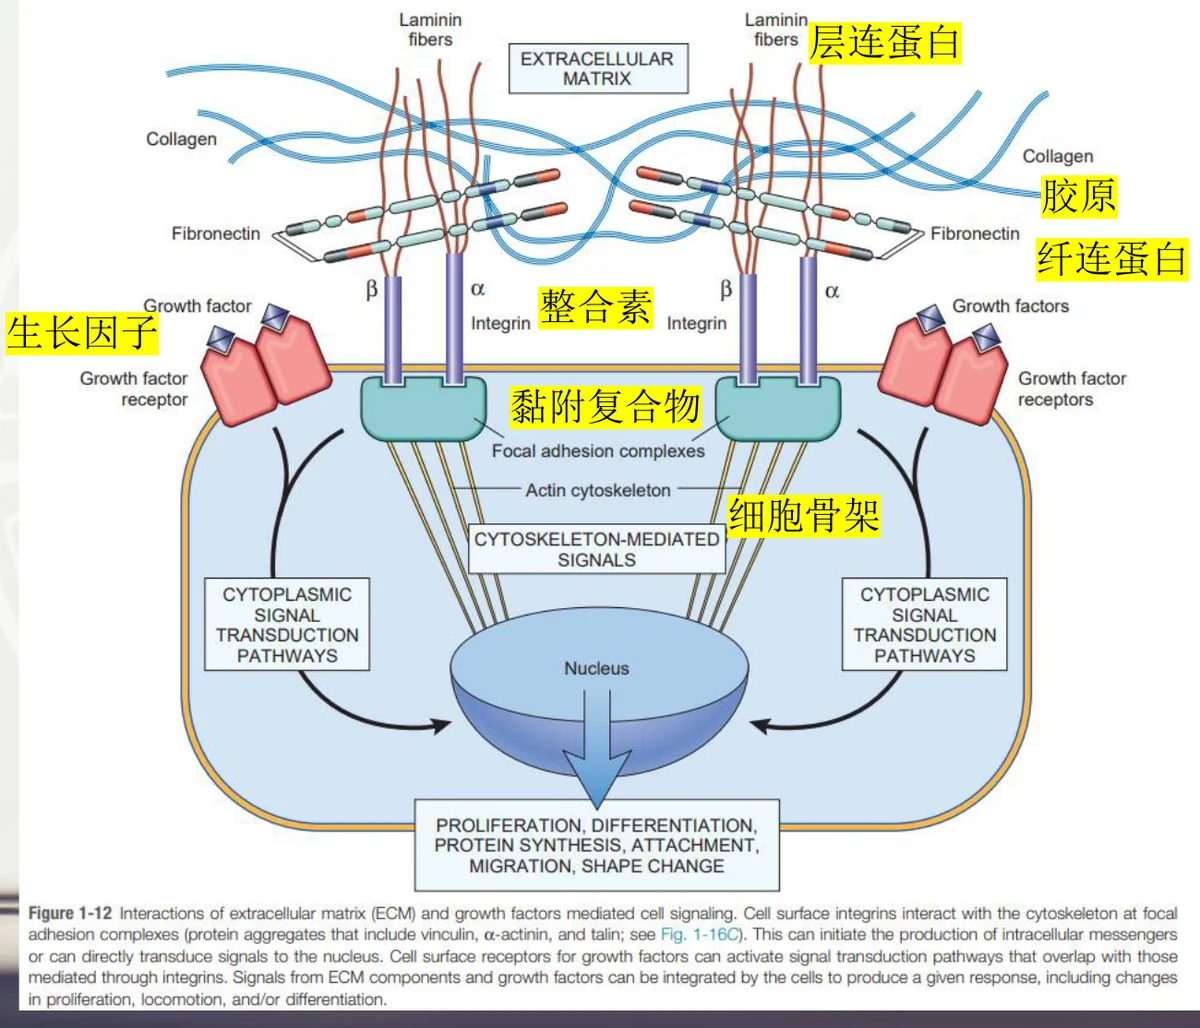 Laminin
fibers
Laminin
fibers
层连蛋白
EXTRACELLULAR
MATRIX
Collagen
Collagen
胶原
Fibronectin
Fibronectin
纤连蛋白
β
α
β
α
Growth factor
Integrin
整合素
Integrin
Growth factors
生长因子
Growth factor
receptor
Growth factor
receptors
黏附复合物
Focal adhesion complexes
Actin cytoskeleton
细胞骨架
CYTOSKELETON-MEDIATED
SIGNALS
CYTOPLASMIC
SIGNAL
TRANSDUCTION
PATHWAYS
CYTOPLASMIC
SIGNAL
TRANSDUCTION
PATHWAYS
Nucleus
PROLIFERATION, DIFFERENTIATION,
PROTEIN SYNTHESIS, ATTACHMENT,
MIGRATION, SHAPE CHANGE
Figure 1-12 Interactions of extracellular matrix (ECM) and growth factors mediated cell signaling. Cell surface integrins interact with the cytoskeleton at focal
adhesion complexes (protein aggregates that include vinculin, α-actinin, and talin; see Fig. 1-16C). This can initiate the production of intracellular messengers
or can directly transduce signals to the nucleus. Cell surface receptors for growth factors can activate signal transduction pathways that overlap with those
mediated through integrins. Signals from ECM components and growth factors can be integrated by the cells to produce a given response, including changes
in proliferation, locomotion, and/or differentiation.